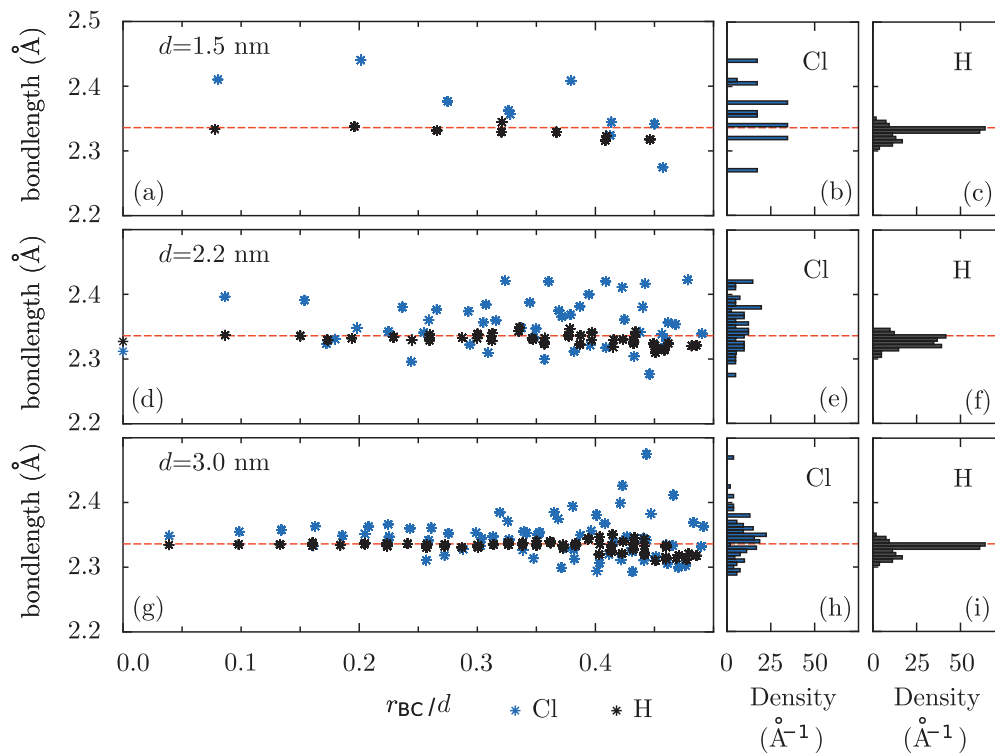 2.5
2.4
2.3
2.2
bondlength (Å)
d=1.5 nm
(a)
Cl
(b)
H
(c)
2.4
2.3
2.2
bondlength (Å)
d=2.2 nm
(d)
Cl
(e)
H
(f)
2.4
2.3
2.2
bondlength (Å)
d=3.0 nm
(g)
Cl
(h)
H
(i)
0.0 0.1 0.2 0.3 0.4
0 25 50
0 25 50
rBC/d
Cl
H
Density
(Å⁻¹)
Density
(Å⁻¹)